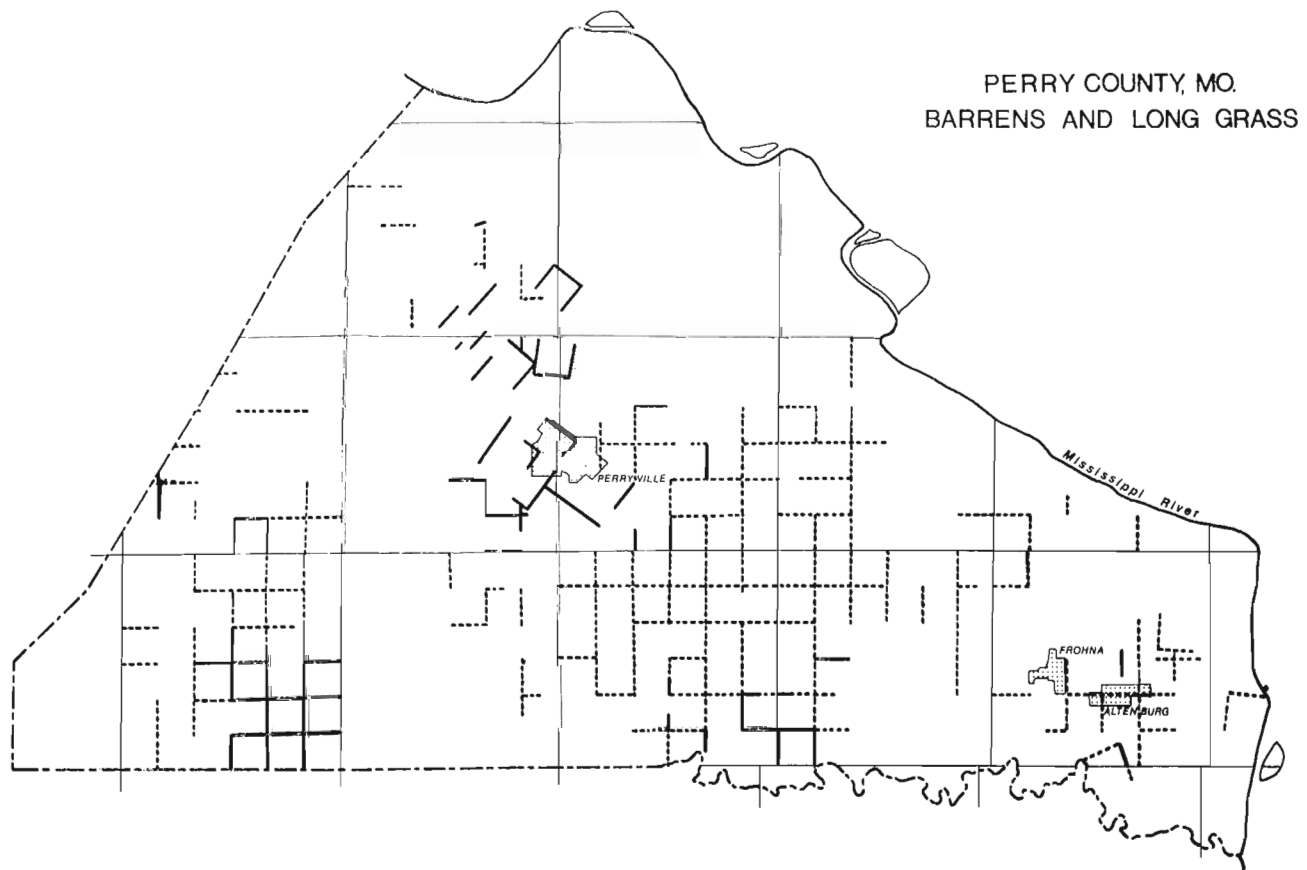 PERRY COUNTY, MO.
BARRENS AND LONG GRASS
Mississippi River
PERRYVILLE
FROHNA
ALTENBURG